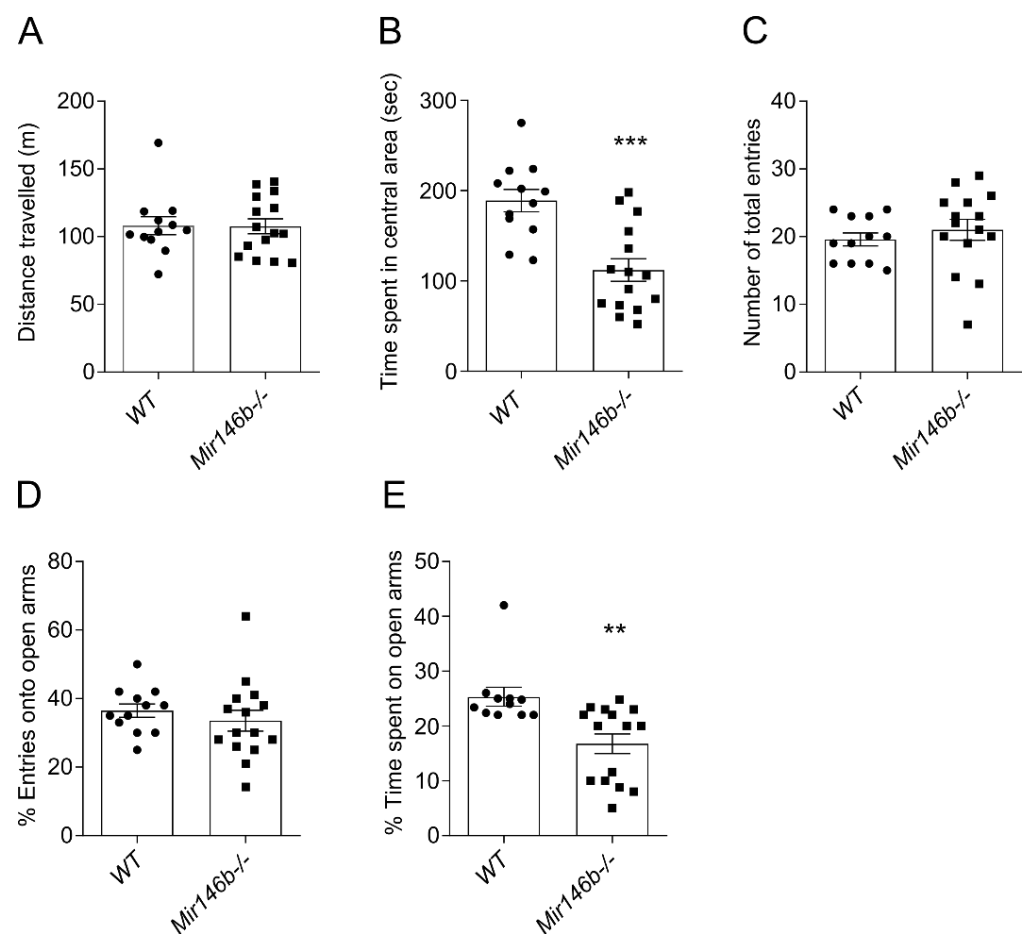 A
Distance travelled (m)
200
150
100
50
0
WT
Mir146b-/-
B
Time spent in central area (sec)
300
200
100
0
***
WT
Mir146b-/-
C
Number of total entries
40
30
20
10
0
WT
Mir146b-/-
D
% Entries onto open arms
80
60
40
20
0
WT
Mir146b-/-
E
% Time spent on open arms
50
40
30
20
10
0
**
WT
Mir146b-/-